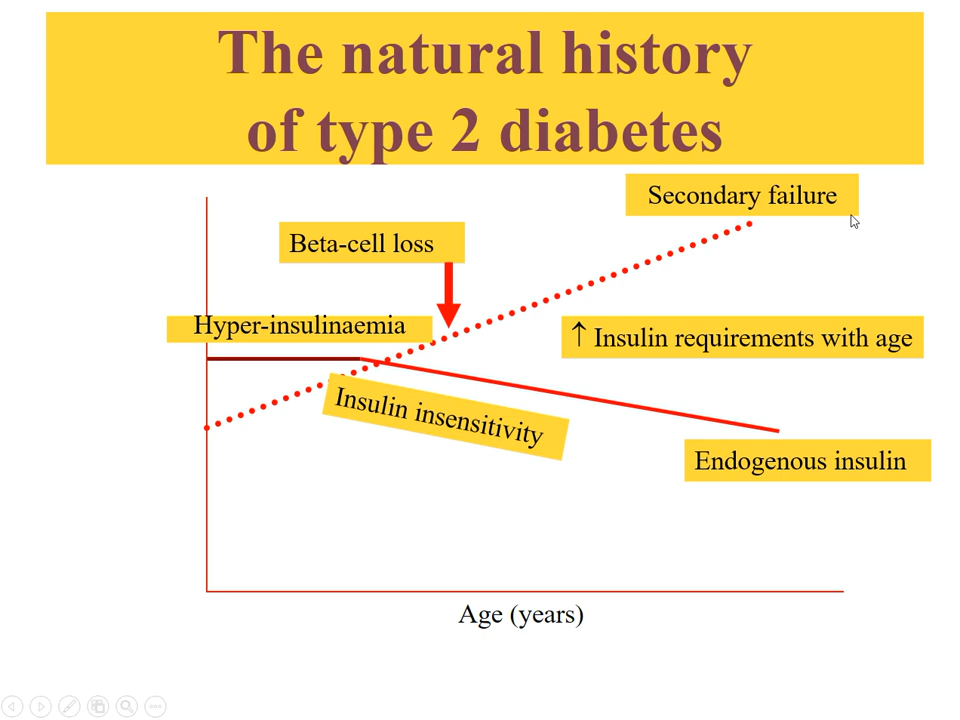 The natural history
of type 2 diabetes
Secondary failure
Beta-cell loss
Hyper-insulinaemia
↑ Insulin requirements with age
Insulin insensitivity
Endogenous insulin
Age (years)